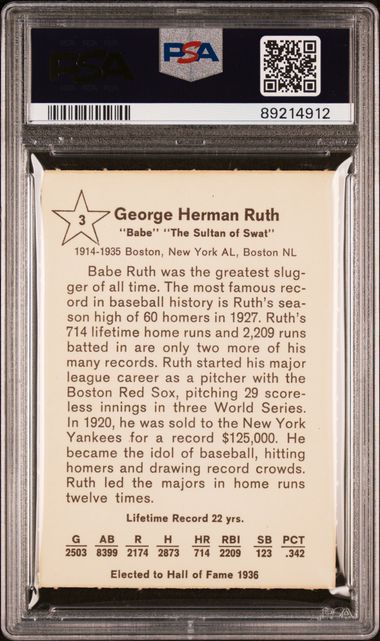 PSA
PSA
89214912
3
George Herman Ruth
"Babe" "The Sultan of Swat"
1914-1935 Boston, New York AL, Boston NL
Babe Ruth was the greatest slug-
ger of all time. The most famous rec-
ord in baseball history is Ruth's sea-
son high of 60 homers in 1927. Ruth's
714 lifetime home runs and 2,209 runs
batted in are only two more of his
many records. Ruth started his major
league career as a pitcher with the
Boston Red Sox, pitching 29 score-
less innings in three World Series.
In 1920, he was sold to the New York
Yankees for a record $125,000. He
became the idol of baseball, hitting
homers and drawing record crowds.
Ruth led the majors in home runs
twelve times.
Lifetime Record 22 yrs.
G AB R H HR RBI SB PCT
2503 8399 2174 2873 714 2209 123 .342
Elected to Hall of Fame 1936
PSA